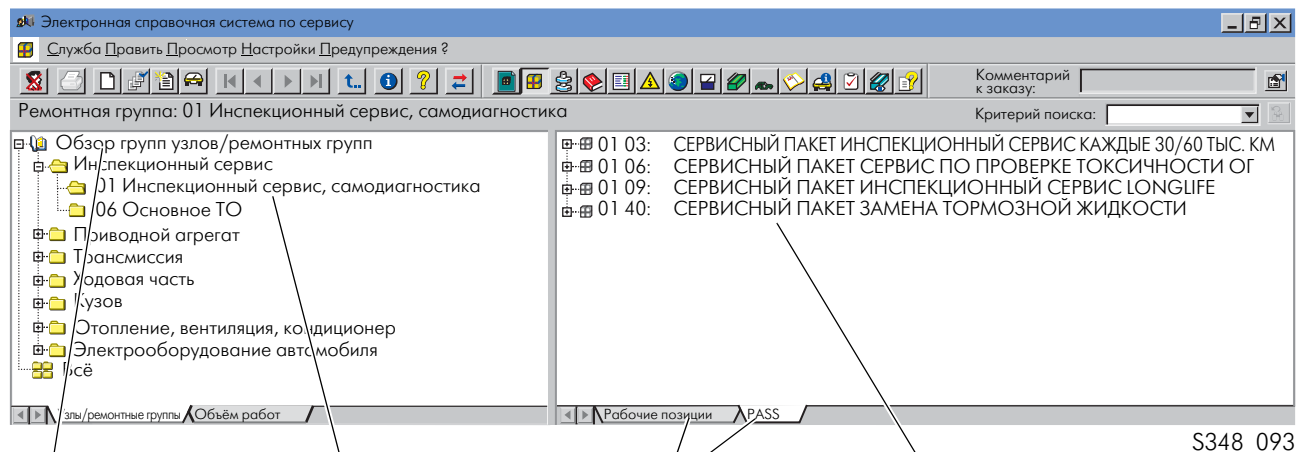 Электронная справочная система по сервису
Служба Править Просмотр Настройки Предупреждения ?
Комментарий
к заказу:
Ремонтная группа: 01 Инспекционный сервис, самодиагностика
Критерий поиска:
Обзор групп узлов/ремонтных групп
Инспекционный сервис
01 Инспекционный сервис, самодиагностика
06 Основное ТО
Приводной агрегат
Трансмиссия
Ходовая часть
Кузов
Отопление, вентиляция, кондиционер
Электрооборудование автомобиля
Всё
Узлы/ремонтные группы
Объём работ
01 03: СЕРВИСНЫЙ ПАКЕТ ИНСПЕКЦИОННЫЙ СЕРВИС КАЖДЫЕ 30/60 ТЫС. КМ
01 06: СЕРВИСНЫЙ ПАКЕТ СЕРВИС ПО ПРОВЕРКЕ ТОКСИЧНОСТИ ОГ
01 09: СЕРВИСНЫЙ ПАКЕТ ИНСПЕКЦИОННЫЙ СЕРВИС LONGLIFE
01 40: СЕРВИСНЫЙ ПАКЕТ ЗАМЕНА ТОРМОЗНОЙ ЖИДКОСТИ
Рабочие позиции
PASS
S348_093